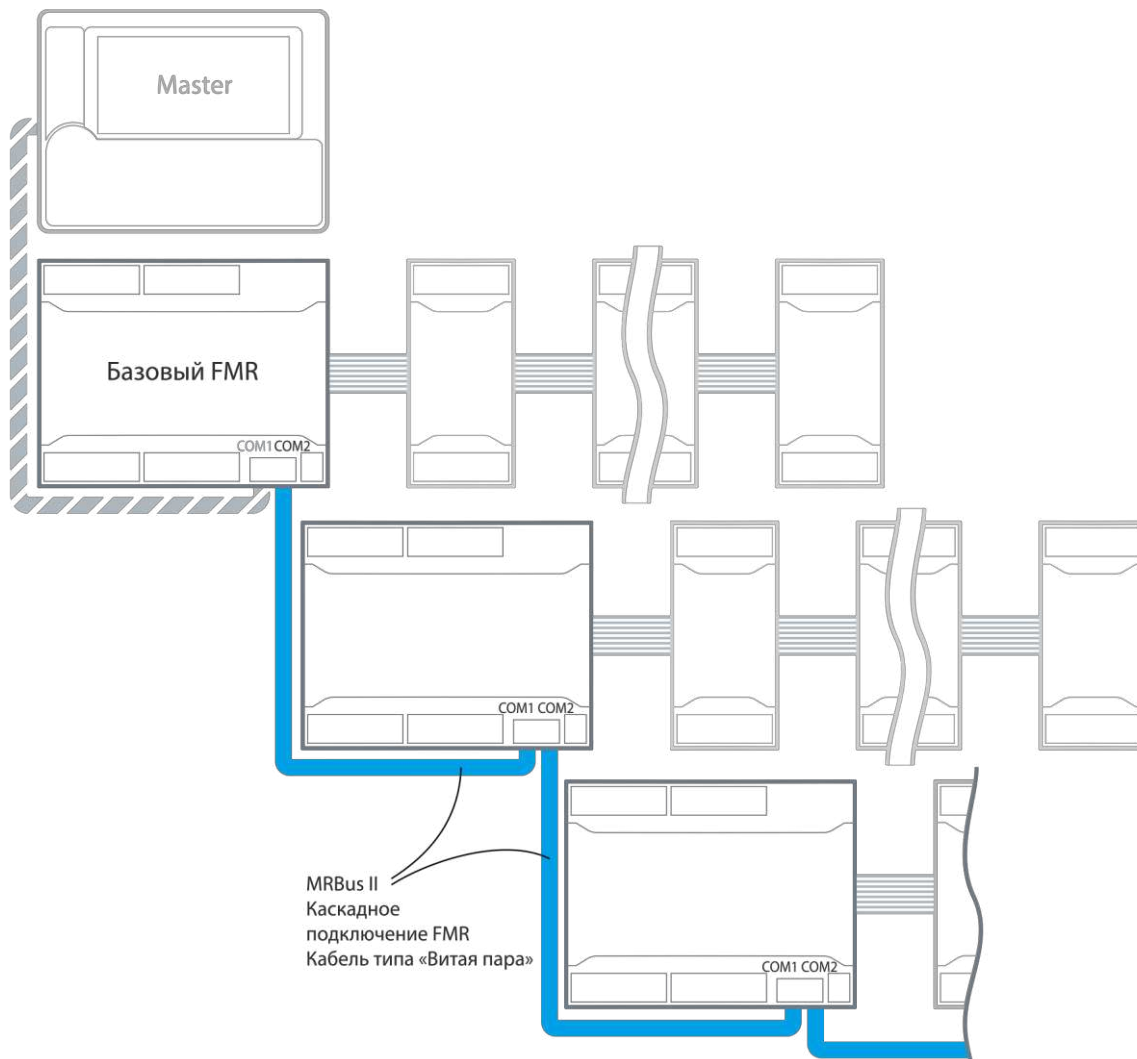 Master
Базовый FMR
COM1 COM2
COM1 COM2
MRBus II
Каскадное
подключение FMR
Кабель типа «Витая пара»
COM1 COM2